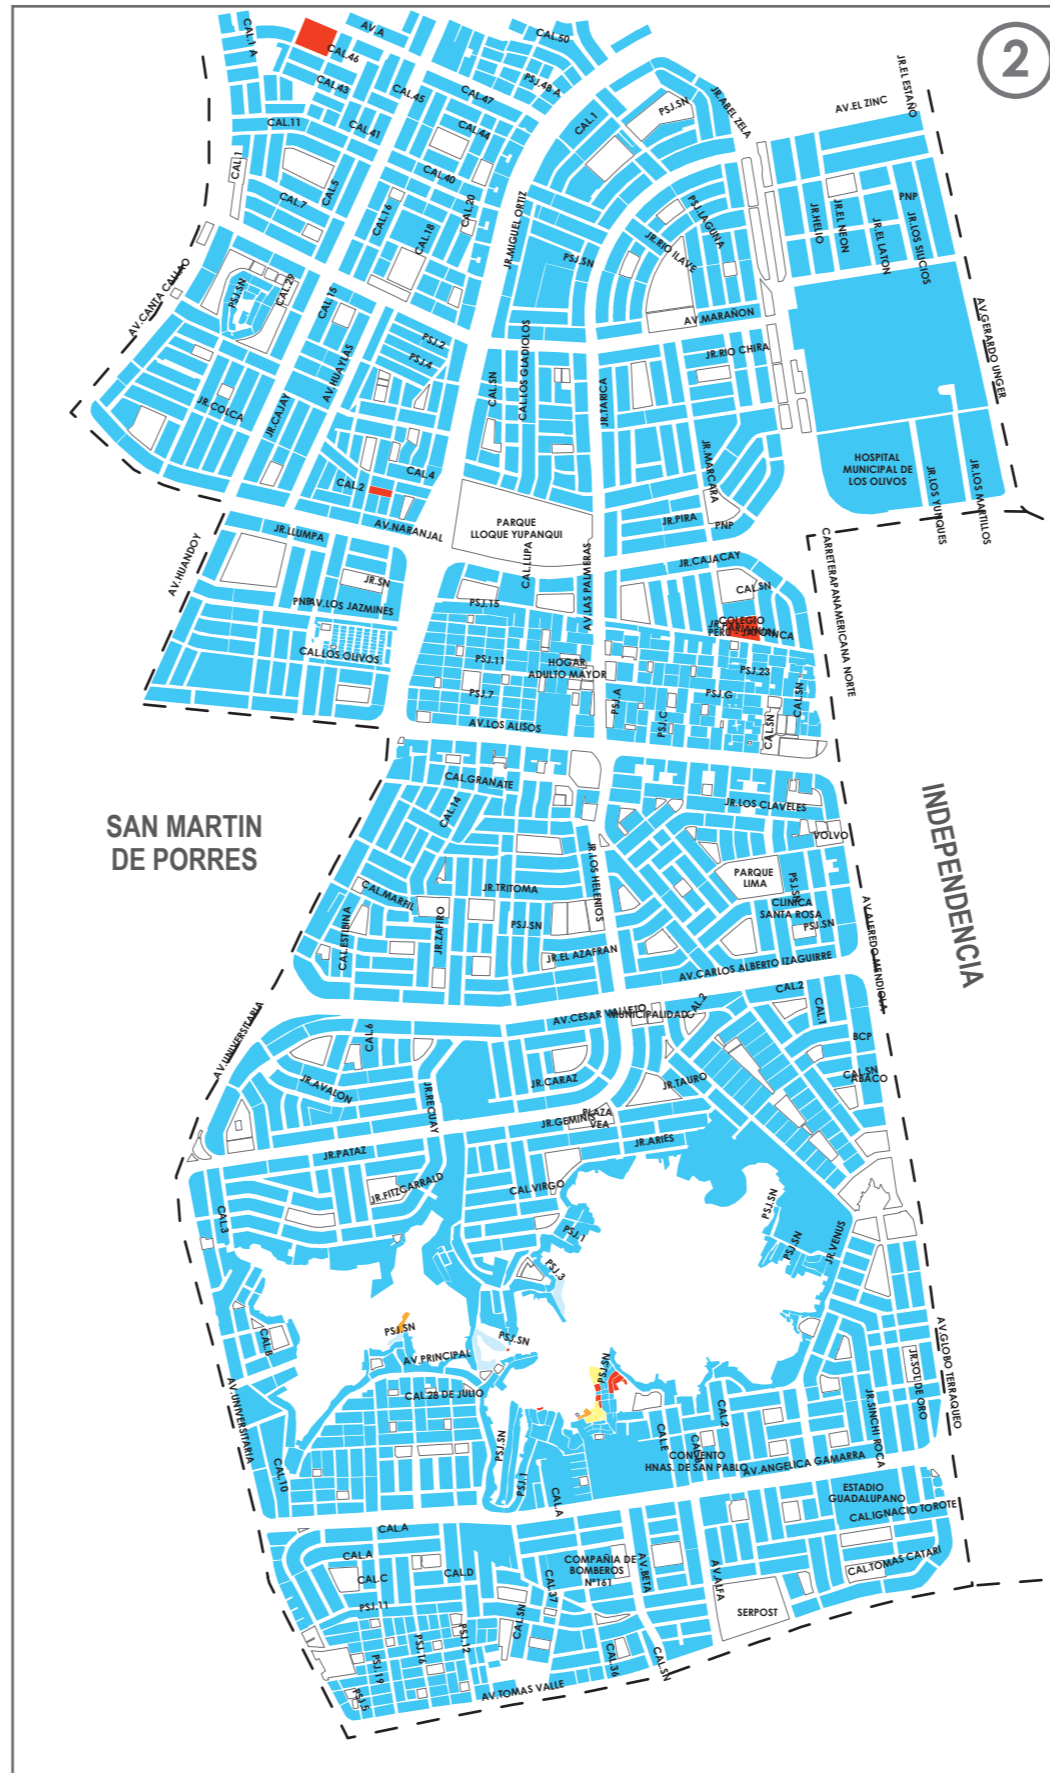 2
CAL.1 A
AV.A
CAL.50
CAL.46
PSJ.48 A
CAL.43
CAL.45
CAL.47
CAL.1
PSJ.SN
JR.ABEL ZELA
AV.EL ZINC
JR.EL ESTAÑO
CAL.11
CAL.41
CAL.44
CAL.1
CAL.5
CAL.40
CAL.7
CAL.16
CAL.20
CAL.18
JR.MIGUEL ORTIZ
PSJ.SN
PSJ.LAGUNA
JR.RIO ILAVE
PNP
JR.HELIO
JR.EL NEON
JR.EL LATON
JR.LOS SILICIOS
AV.CANTA CALLAO
PSJ.SN
CAL.29
CAL.15
AV.HUAYLAS
PSJ.2
PSJ.4
CAL.SN
CAL.LOS GLADIOLOS
AV.MARAÑON
JR.RIO CHIRA
AV.GERARDO UNGER
JR.TARICA
JR.COLCA
JR.CAJAY
CAL.4
CAL.2
JR.MARCARA
HOSPITAL
MUNICIPAL DE
LOS OLIVOS
JR.LOS YUNQUES
JR.LOS MARTILLOS
JR.LLUMPA
AV.NARANJAL
PARQUE
LLOQUE YUPANQUI
JR.PIRA
PNP
AV.HUANDOY
JR.SN
CAL.LLIPA
AV.LAS PALMERAS
JR.CAJACAY
CAL.SN
CARRETERAPANAMERICANA NORTE
PNP
AV.LOS JAZMINES
PSJ.15
COLEGIO
PERU - JAPON
CAL.LOS OLIVOS
PSJ.11
HOGAR
ADULTO MAYOR
PSJ.23
PSJ.7
PSJ.A
PSJ.G
CAL.SN
AV.LOS ALISOS
PSJ.C
CAL.SN
CAL.GRANATE
JR.LOS CLAVELES
SAN MARTIN
DE PORRES
CAL.14
VOLVO
INDEPENDENCIA
JR.LOS HELENIOS
PARQUE
LIMA
PSJ.SN
CAL.MARFIL
JR.TRITOMA
CLINICA
SANTA ROSA
CAL.ESTIBINA
JR.ZAFIRO
PSJ.SN
PSJ.SN
JR.EL AZAFRAN
AV.CARLOS ALBERTO IZAGUIRRE
AV.ALFREDO MENDIOLA
AV.UNIVERSITARIA
CAL.6
AV.CESAR VALLEJO
MUNICIPALIDAD
CAL.2
CAL.2
CAL.1
BCP
CAL.SN
ABACO
JR.AVALON
JR.RECUAY
JR.CARAZ
JR.TAURO
JR.GEMINIS
PLAZA
VEA
JR.ARIES
JR.PATAZ
JR.FITZCARRALD
CAL.VIRGO
CAL.3
PSJ.1
PSJ.SN
PSJ.SN
JR.VENUS
PSJ.3
CAL.B
PSJ.SN
PSJ.SN
AV.PRINCIPAL
PSJ.SN
AV.GLOBO TERRAQUEO
JR.SOL DE ORO
AV.UNIVERSITARIA
CAL.28 DE JULIO
CAL.2
JR.SINCHI ROCA
PSJ.SN
CAL.E
CONVENTO
HNAS. DE SAN PABLO
AV.ANGELICA GAMARRA
CAL.10
PSJ.1
CAL.A
ESTADIO
GUADALUPANO
CAL.IGNACIO TOROTE
CAL.A
CAL.A
CAL.C
CAL.D
COMPAÑIA DE
BOMBEROS
N°161
AV.BETA
AV.ALFA
CAL.TOMAS CATARI
PSJ.11
CAL.37
CAL.SN
SERPOST
PSJ.16
PSJ.12
PSJ.19
CAL.36
CAL.SN
PSJ.5
AV.TOMAS VALLE